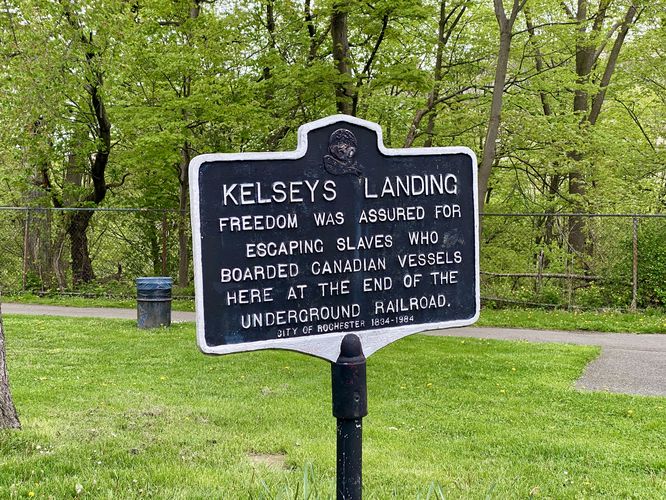 KELSEYS LANDING
FREEDOM WAS ASSURED FOR
ESCAPING SLAVES WHO
BOARDED CANADIAN VESSELS
HERE AT THE END OF THE
UNDERGROUND RAILROAD.
CITY OF ROCHESTER 1834-1984